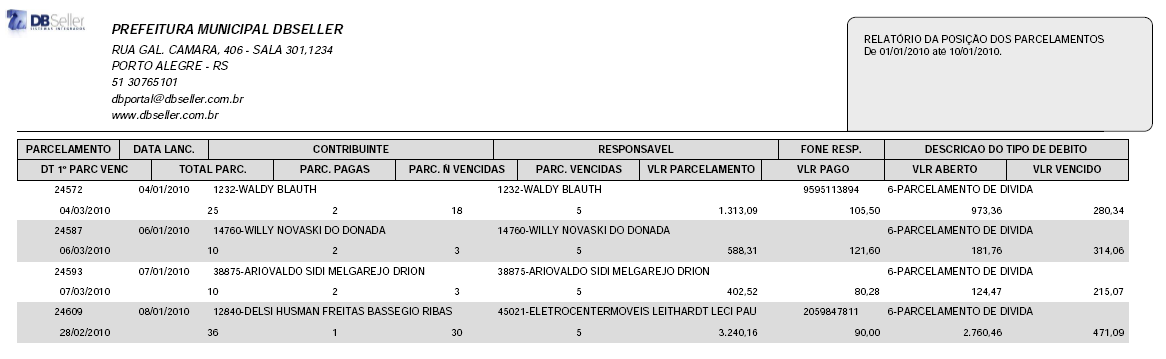 DBSeller
SISTEMAS INTEGRADOS
PREFEITURA MUNICIPAL DBSELLER
RUA GAL. CAMARA, 406 - SALA 301,1234
PORTO ALEGRE - RS
51 30765101
dbportal@dbseller.com.br
www.dbseller.com.br
RELATÓRIO DA POSIÇÃO DOS PARCELAMENTOS
De 01/01/2010 até 10/01/2010.
PARCELAMENTO DATA LANC. CONTRIBUINTE RESPONSAVEL FONE RESP. DESCRICAO DO TIPO DE DEBITO
DT 1º PARC VENC TOTAL PARC. PARC. PAGAS PARC. Ñ VENCIDAS PARC. VENCIDAS VLR PARCELAMENTO VLR PAGO VLR ABERTO VLR VENCIDO
24572 04/01/2010 1232-WALDY BLAUTH 1232-WALDY BLAUTH 9595113894 6-PARCELAMENTO DE DIVIDA
04/03/2010 25 2 18 5 1.313,09 105,50 973,36 280,34
24587 06/01/2010 14760-WILLY NOVASKI DO DONADA 14760-WILLY NOVASKI DO DONADA 6-PARCELAMENTO DE DIVIDA
06/03/2010 10 2 3 5 588,31 121,60 181,76 314,06
24593 07/01/2010 38875-ARIOVALDO SIDI MELGAREJO DRION 38875-ARIOVALDO SIDI MELGAREJO DRION 6-PARCELAMENTO DE DIVIDA
07/03/2010 10 2 3 5 402,52 80,28 124,47 215,07
24609 08/01/2010 12840-DELSI HUSMAN FREITAS BASSEGIO RIBAS 45021-ELETROCENTERMOVEIS LEITHARDT LECI PAU 2059847811 6-PARCELAMENTO DE DIVIDA
28/02/2010 36 1 30 5 3.240,16 90,00 2.760,46 471,09